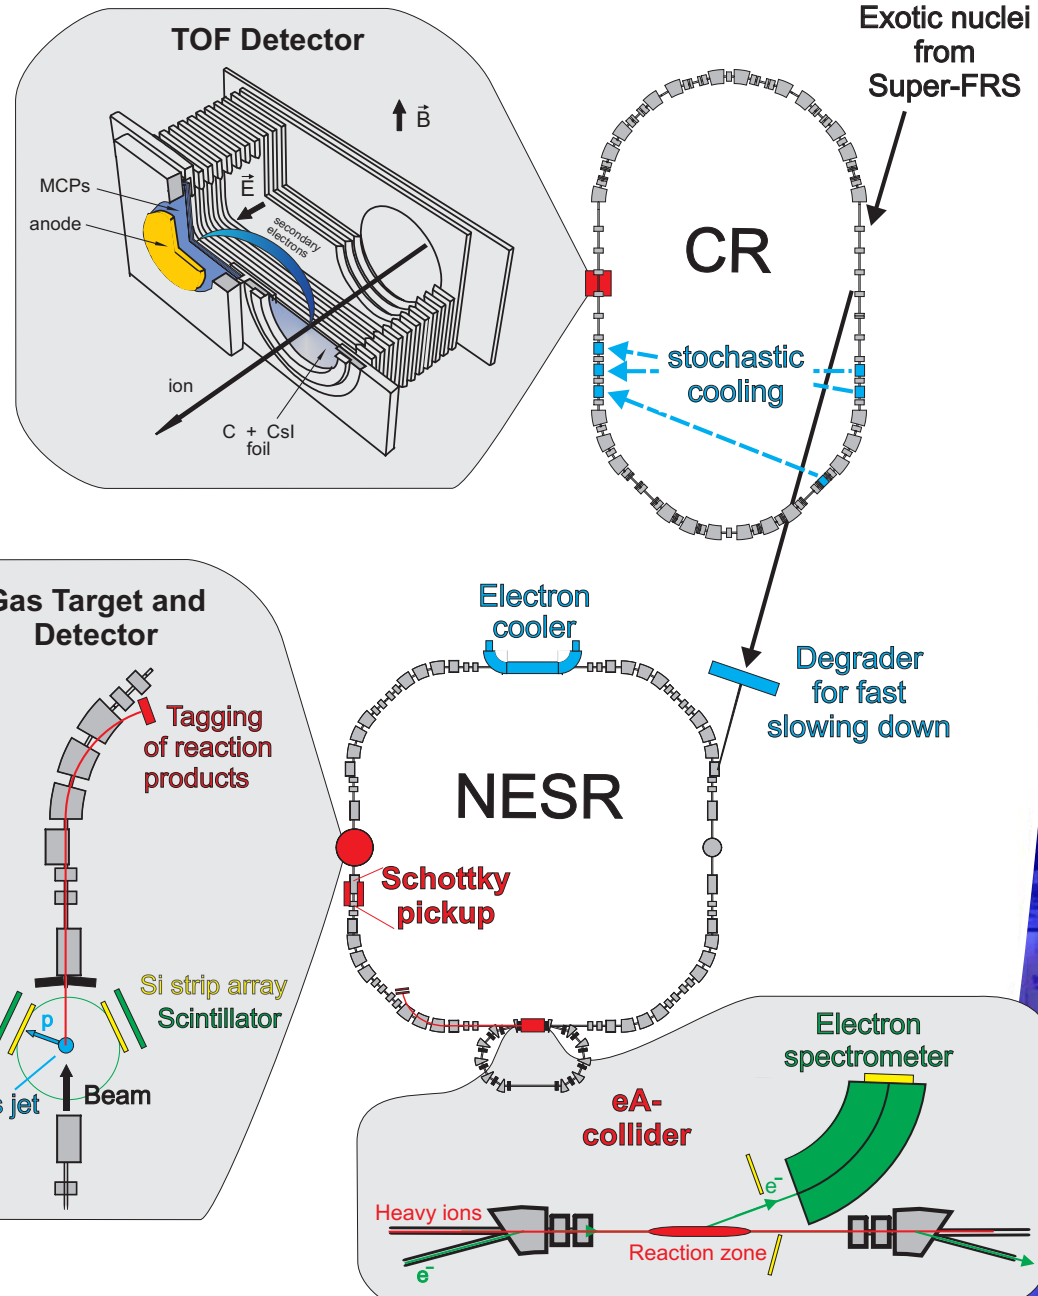 TOF Detector
B
MCPs
E
anode
secondary
electrons
ion
C + CsI
foil
Exotic nuclei
from
Super-FRS
CR
stochastic
cooling
Gas Target and
Detector
Tagging
of reaction
products
Si strip array
Scintillator
p
jet
Beam
Electron
cooler
Degrader
for fast
slowing down
NESR
Schottky
pickup
eA-
collider
Electron
spectrometer
e⁻
Heavy ions
Reaction zone
e⁻